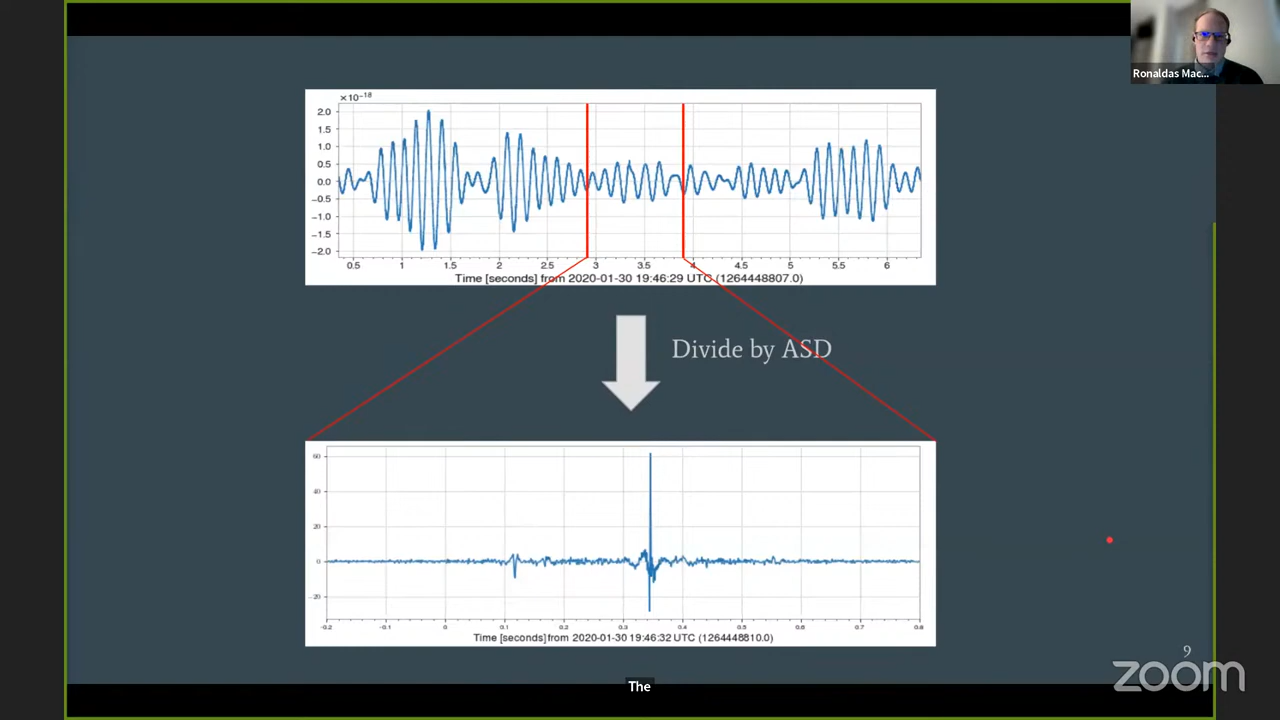 Ronaldas Mac...
×10⁻¹⁸
2.0
1.5
1.0
0.5
0.0
−0.5
−1.0
−1.5
−2.0
0.5 1 1.5 2 2.5 3 3.5 4 4.5 5 5.5 6
Time [seconds] from 2020-01-30 19:46:29 UTC (1264448807.0)
Divide by ASD
60
40
20
0
−20
-0.2 -0.1 0 0.1 0.2 0.3 0.4 0.5 0.6 0.7 0.8
Time [seconds] from 2020-01-30 19:46:32 UTC (1264448810.0)
9
zoom
The